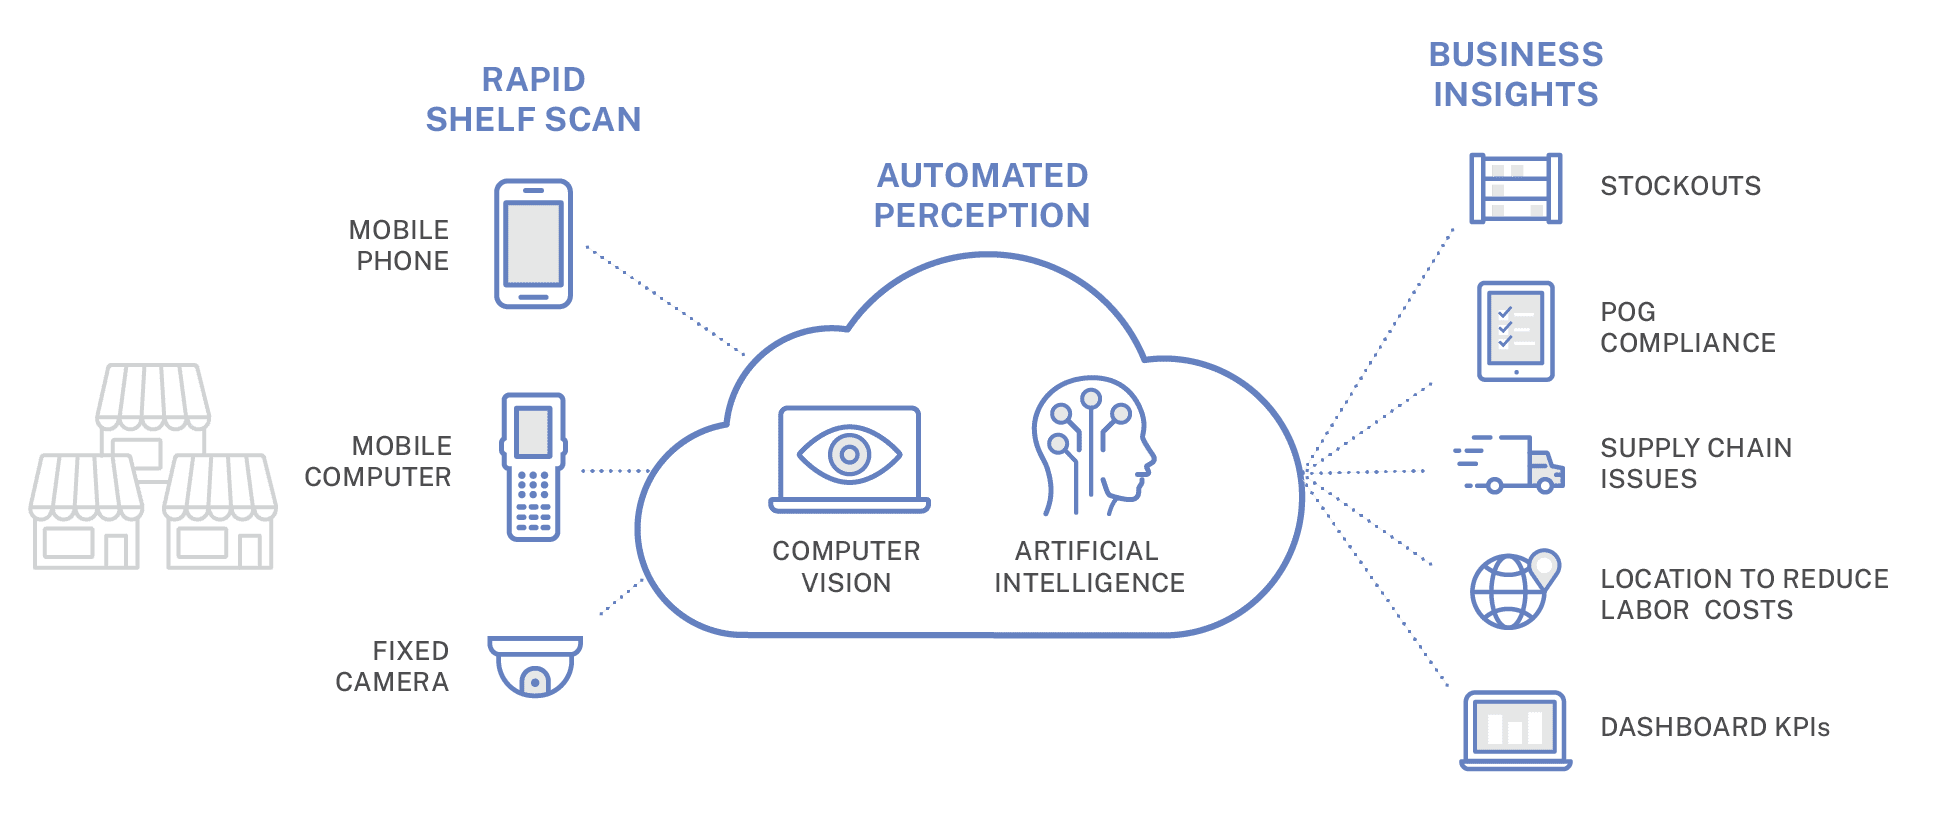 RAPID
SHELF SCAN
MOBILE
PHONE
MOBILE
COMPUTER
FIXED
CAMERA
AUTOMATED
PERCEPTION
COMPUTER
VISION
ARTIFICIAL
INTELLIGENCE
BUSINESS
INSIGHTS
STOCKOUTS
POG
COMPLIANCE
SUPPLY CHAIN
ISSUES
LOCATION TO REDUCE
LABOR COSTS
DASHBOARD KPIs